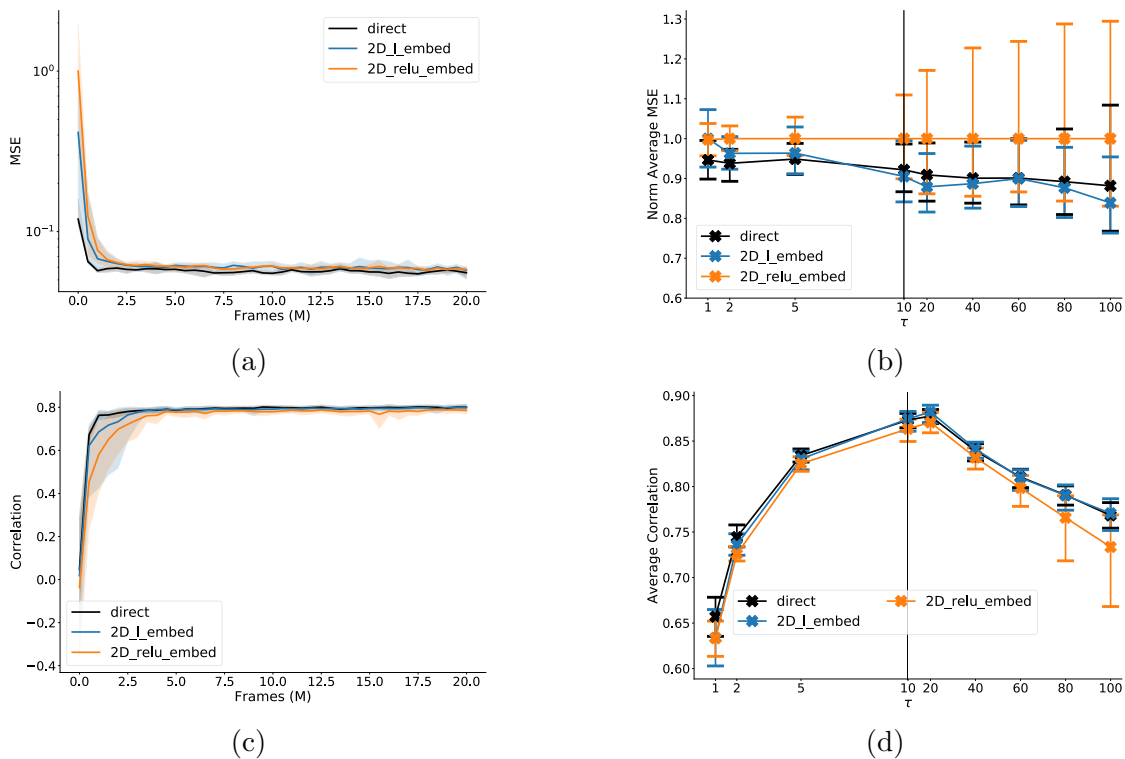 direct
2D_l_embed
2D_relu_embed
10⁰
10⁻¹
MSE
0.0 2.5 5.0 7.5 10.0 12.5 15.0 17.5 20.0
Frames (M)
(a)
1.3
1.2
1.1
1.0
0.9
0.8
0.7
0.6
Norm Average MSE
direct
2D_l_embed
2D_relu_embed
1 2 5 10 20 40 60 80 100
τ
(b)
0.8
0.6
0.4
0.2
0.0
−0.2
−0.4
Correlation
direct
2D_l_embed
2D_relu_embed
0.0 2.5 5.0 7.5 10.0 12.5 15.0 17.5 20.0
Frames (M)
(c)
0.90
0.85
0.80
0.75
0.70
0.65
0.60
Average Correlation
direct 2D_relu_embed
2D_l_embed
1 2 5 10 20 40 60 80 100
τ
(d)